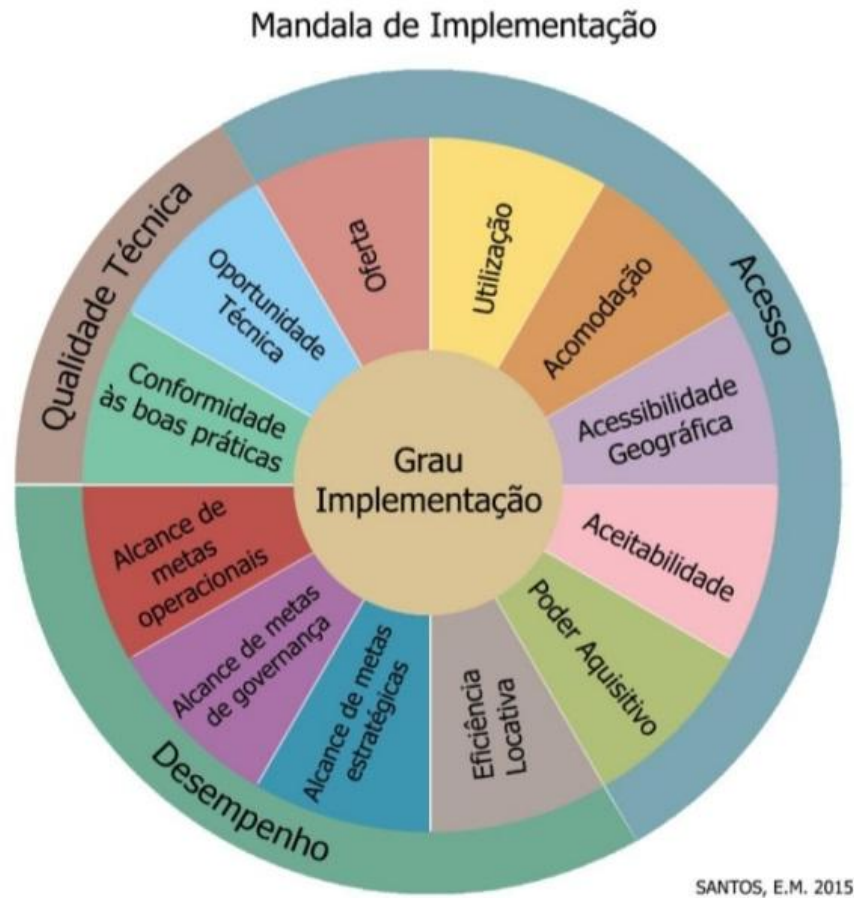 Mandala de Implementação
Qualidade Técnica
Acesso
Desempenho
Oferta
Utilização
Acomodação
Acessibilidade
Geográfica
Aceitabilidade
Poder Aquisitivo
Eficiência
Locativa
Alcance de metas
estratégicas
Alcance de metas
de governança
Alcance de
metas
operacionais
Conformidade
às boas práticas
Oportunidade
Técnica
Grau
Implementação
SANTOS, E.M. 2015